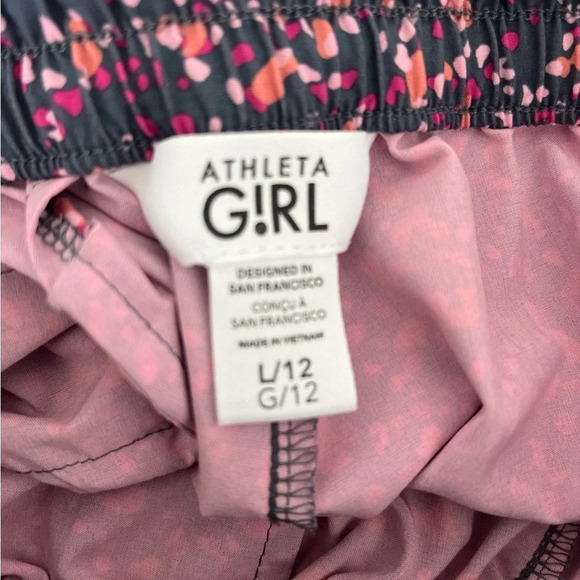 ATHLETA
G!RL
DESIGNED IN
SAN FRANCISCO
CONÇU À
SAN FRANCISCO
MADE IN VIETNAM
L/12
G/12